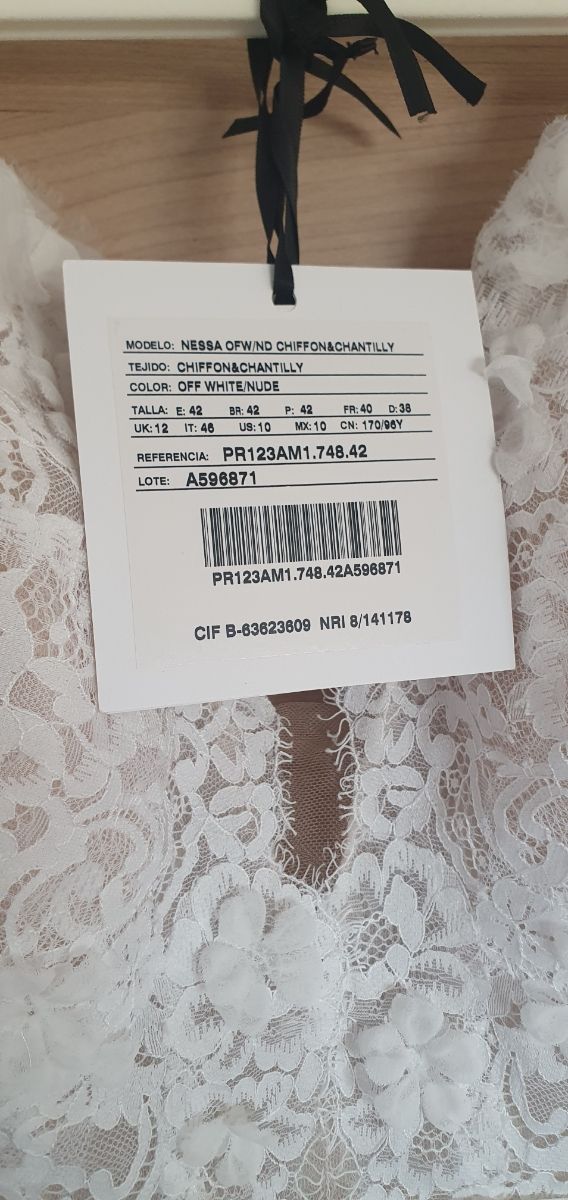 MODELO: NESSA OFW/ND CHIFFON&CHANTILLY
TEJIDO: CHIFFON&CHANTILLY
COLOR: OFF WHITE/NUDE
TALLA: E: 42 BR: 42 P: 42 FR: 40 D: 38
UK: 12 IT: 46 US: 10 MX: 10 CN: 170/96Y
REFERENCIA: PR123AM1.748.42
LOTE: A596871
PR123AM1.748.42A596871
CIF B-63623609 NRI 8/141178